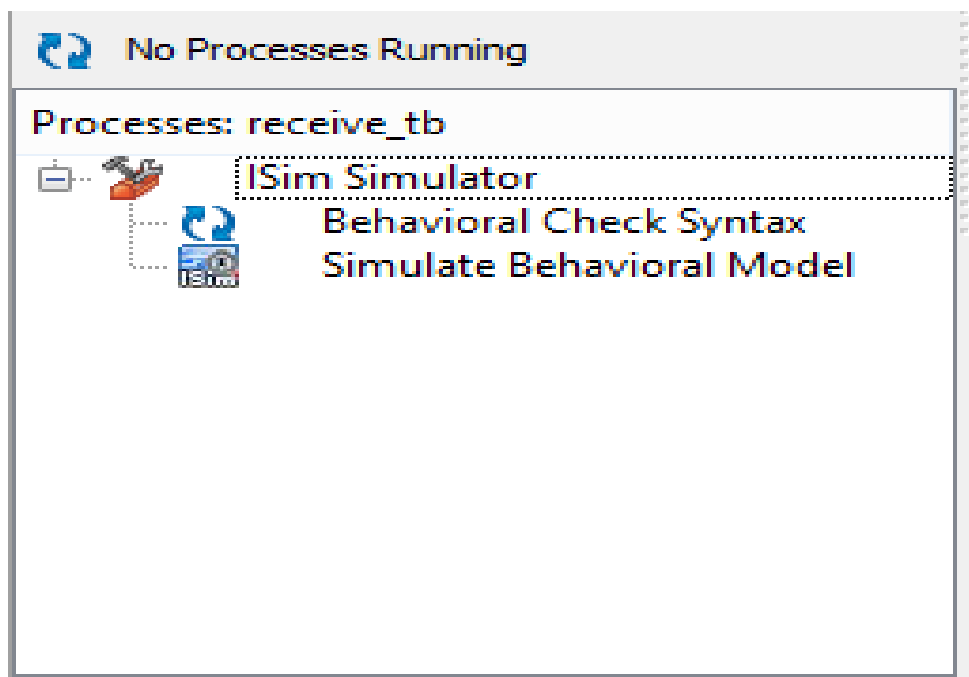 No Processes Running
Processes: receive_tb
ISim Simulator
Behavioral Check Syntax
Simulate Behavioral Model